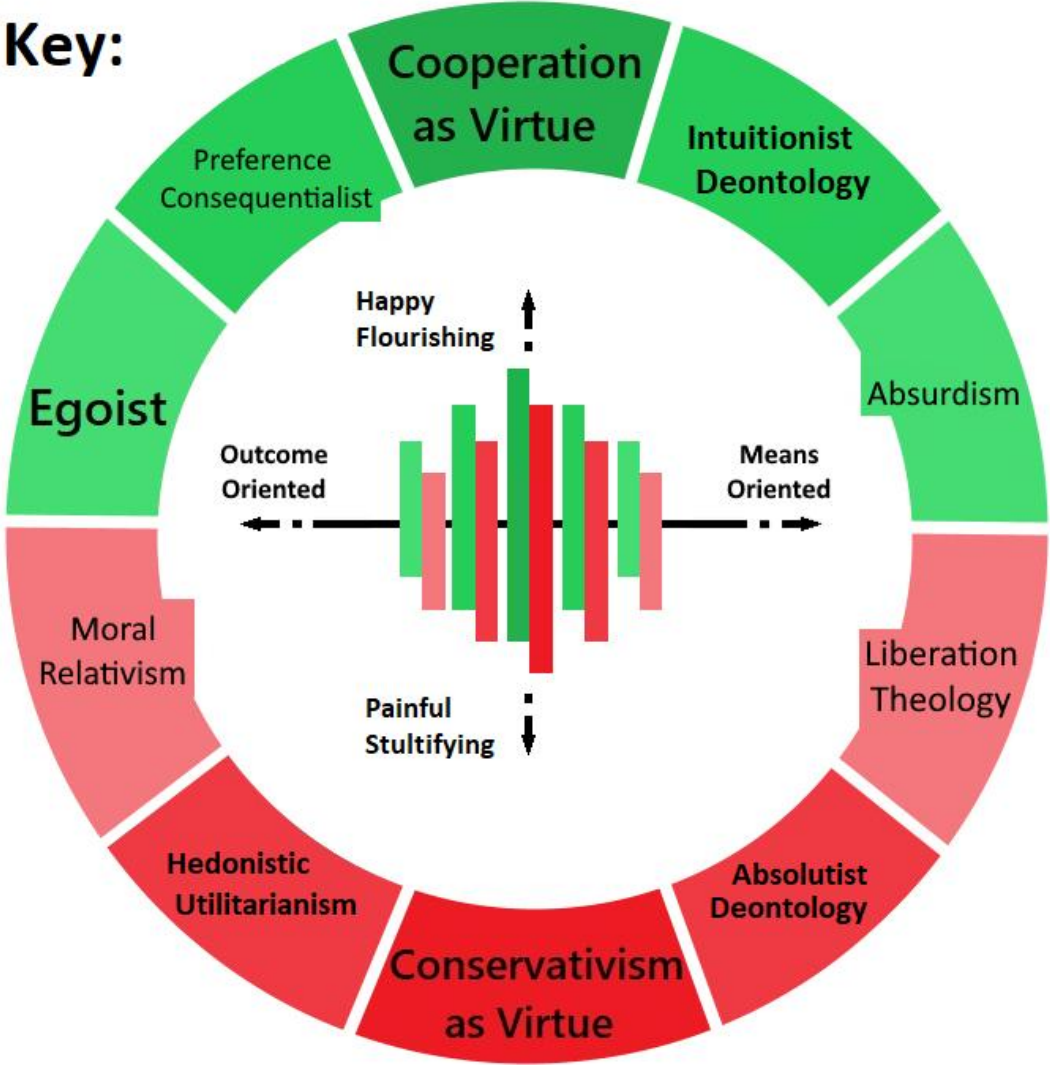 Key:
Cooperation
as Virtue
Intuitionist
Deontology
Preference
Consequentialist
Absurdism
Egoist
Happy
Flourishing
Outcome
Oriented
Means
Oriented
Painful
Stultifying
Moral
Relativism
Liberation
Theology
Hedonistic
Utilitarianism
Absolutist
Deontology
Conservativism
as Virtue